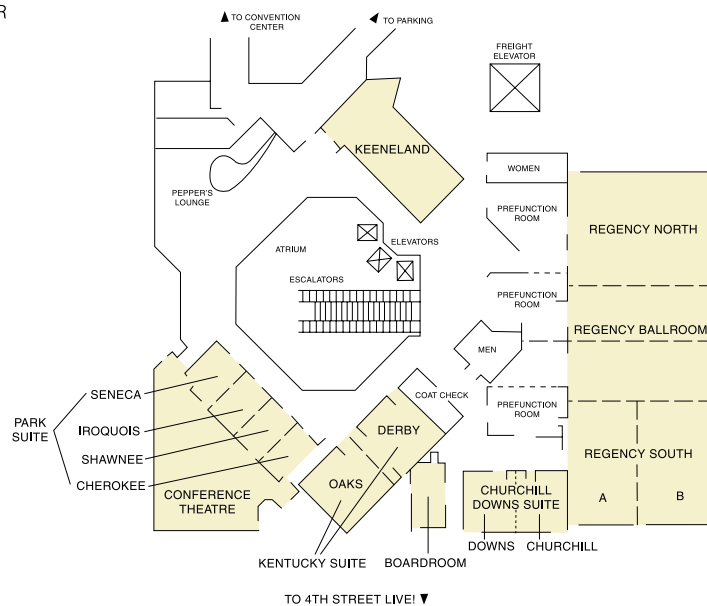 R
TO CONVENTION
CENTER
TO PARKING
FREIGHT
ELEVATOR
KEENELAND
WOMEN
PEPPER'S
LOUNGE
PREFUNCTION
ROOM
REGENCY NORTH
ATRIUM
ELEVATORS
ESCALATORS
PREFUNCTION
ROOM
REGENCY BALLROOM
MEN
PARK
SUITE
SENECA
IROQUOIS
SHAWNEE
CHEROKEE
COAT CHECK
PREFUNCTION
ROOM
DERBY
REGENCY SOUTH
A
B
OAKS
CONFERENCE
THEATRE
CHURCHILL
DOWNS SUITE
DOWNS
CHURCHILL
KENTUCKY SUITE
BOARDROOM
TO 4TH STREET LIVE!